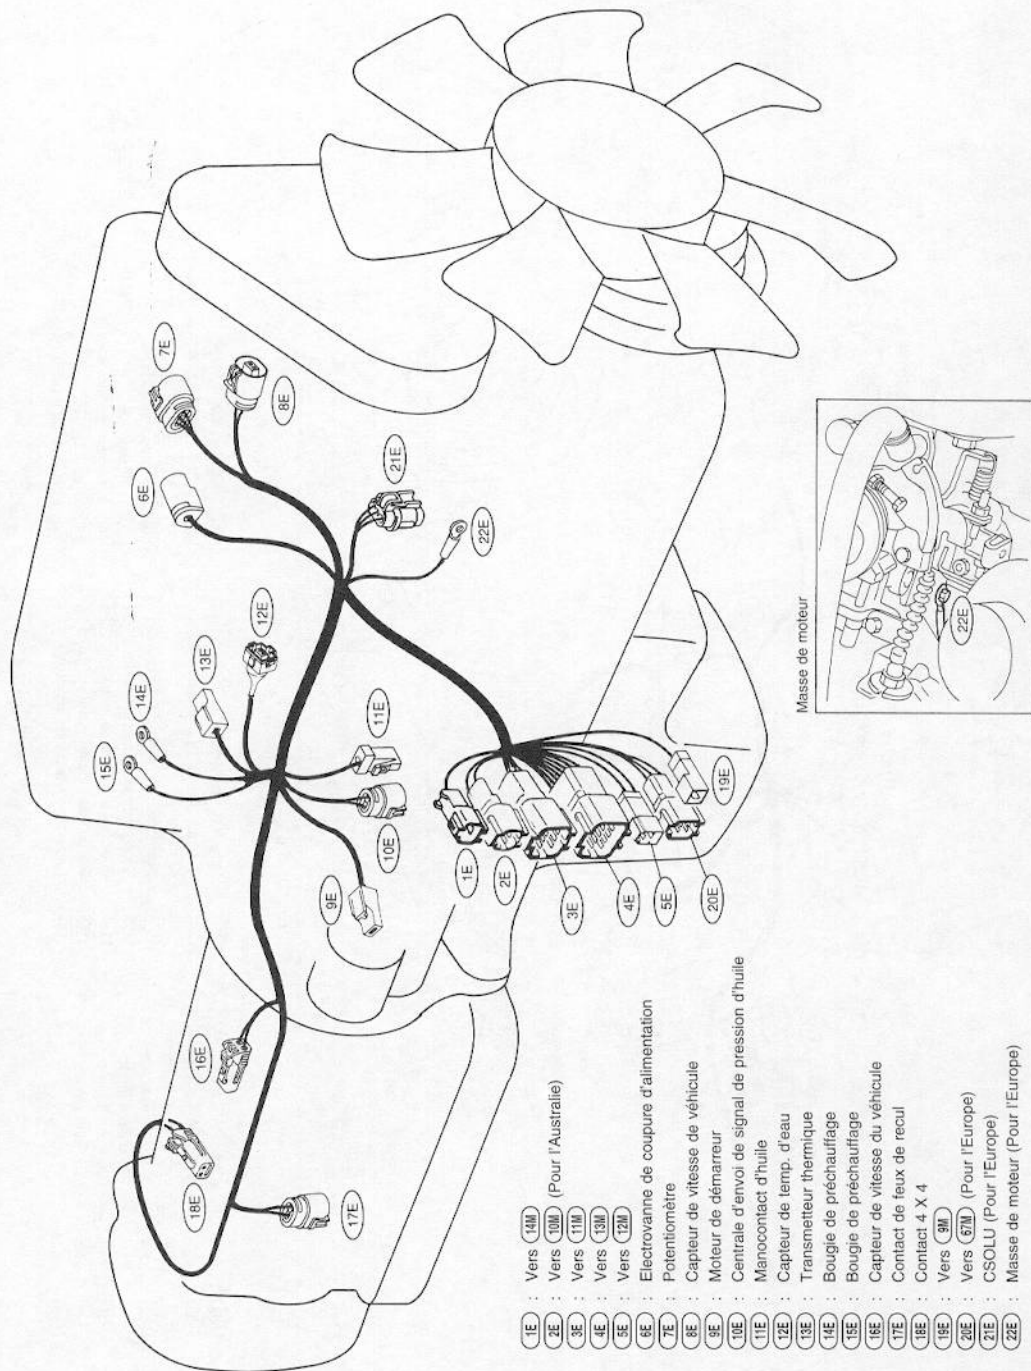 7E
8E
6E
21E
22E
12E
13E
14E
15E
11E
10E
9E
1E
2E
3E
4E
5E
20E
19E
16E
18E
17E
Masse de moteur
22E
1E : Vers 14M
2E : Vers 10M (Pour l'Australie)
3E : Vers 11M
4E : Vers 13M
5E : Vers 12M
6E : Electrovanne de coupure d'alimentation
7E : Potentiomètre
8E : Capteur de vitesse de véhicule
9E : Moteur de démarreur
10E : Centrale d'envoi de signal de pression d'huile
11E : Manocontact d'huile
12E : Capteur de temp. d'eau
13E : Transmetteur thermique
14E : Bougie de préchauffage
15E : Bougie de préchauffage
16E : Capteur de vitesse du véhicule
17E : Contact de feux de recul
18E : Contact 4 X 4
19E : Vers 9M
20E : Vers 67M (Pour l'Europe)
21E : CSOLU (Pour l'Europe)
22E : Masse de moteur (Pour l'Europe)